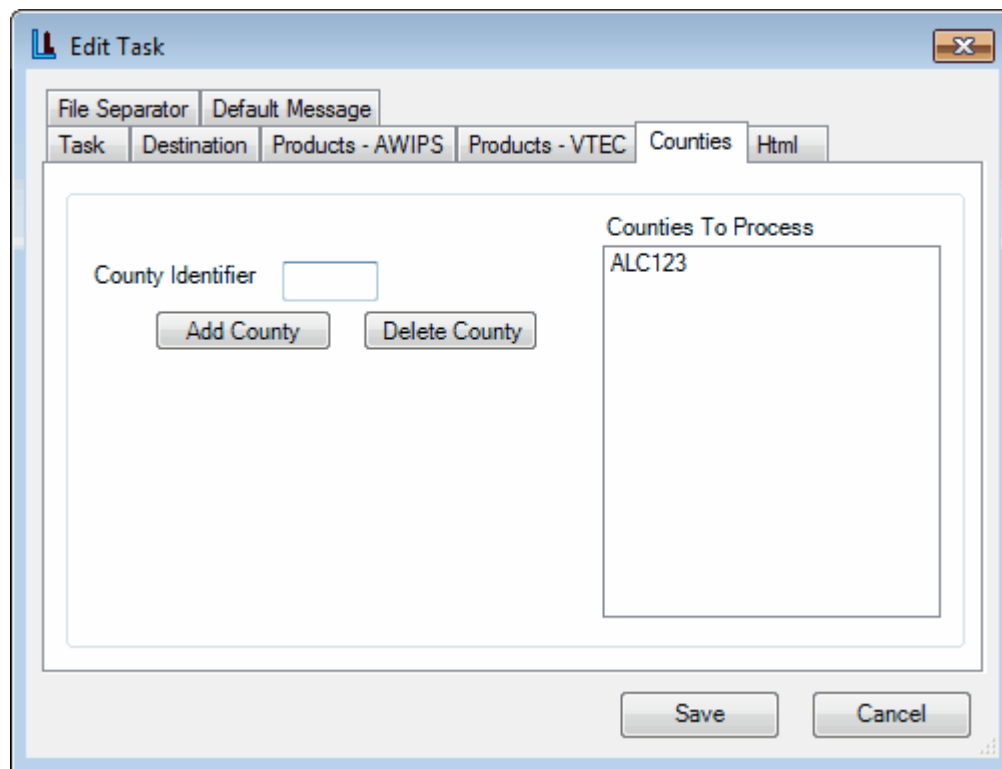 Edit Task
File Separator Default Message
Task Destination Products - AWIPS Products - VTEC Counties Html
Counties To Process
ALC123
County Identifier
Add County Delete County
Save Cancel